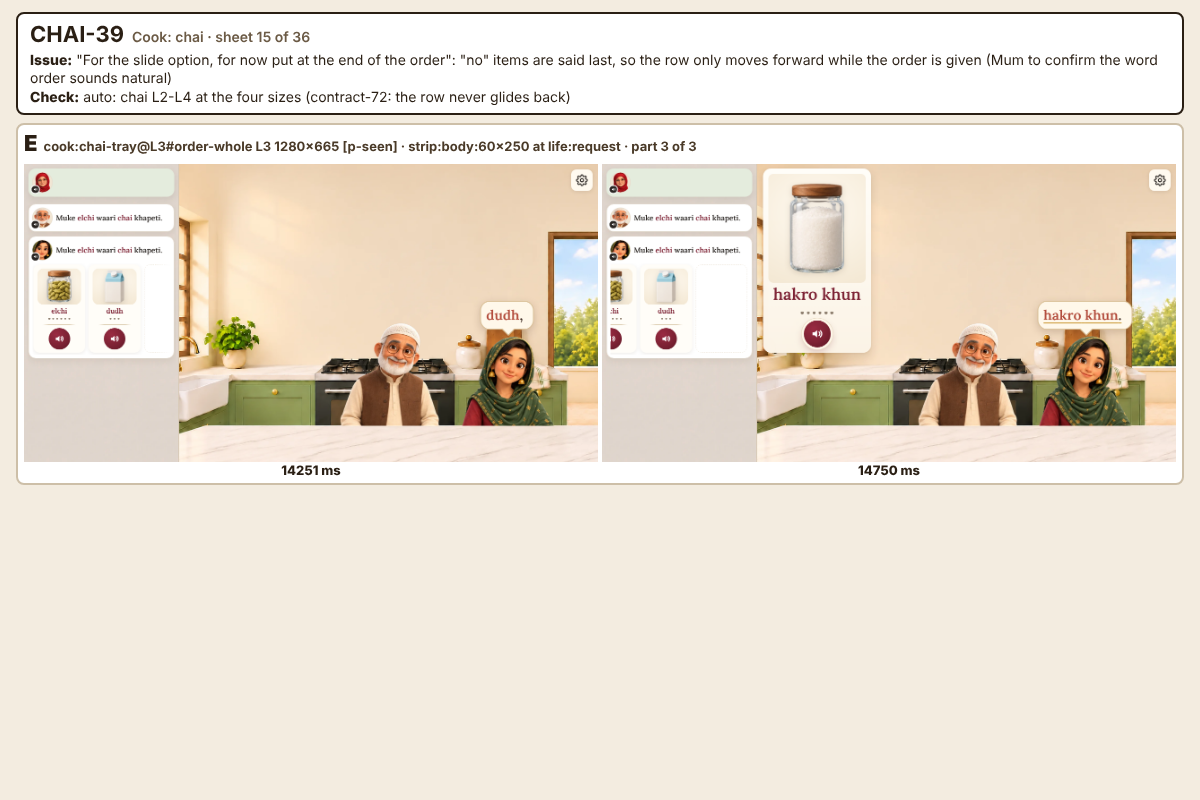 CHAI-39 Cook: chai · sheet 15 of 36
Issue: "For the slide option, for now put at the end of the order": "no" items are said last, so the row only moves forward while the order is given (Mum to confirm the word
order sounds natural)
Check: auto: chai L2-L4 at the four sizes (contract-72: the row never glides back)
E cook:chai-tray@L3#order-whole L3 1280×665 [p-seen] · strip:body:60×250 at life:request · part 3 of 3
Muke elchi waari chai khapeti.
Muke elchi waari chai khapeti.
elchi
dudh
dudh,
14251 ms
Muke elchi waari chai khapeti.
Muke elchi waari chai khapeti.
:hi
dudh
hakro khun
hakro khun.
14750 ms